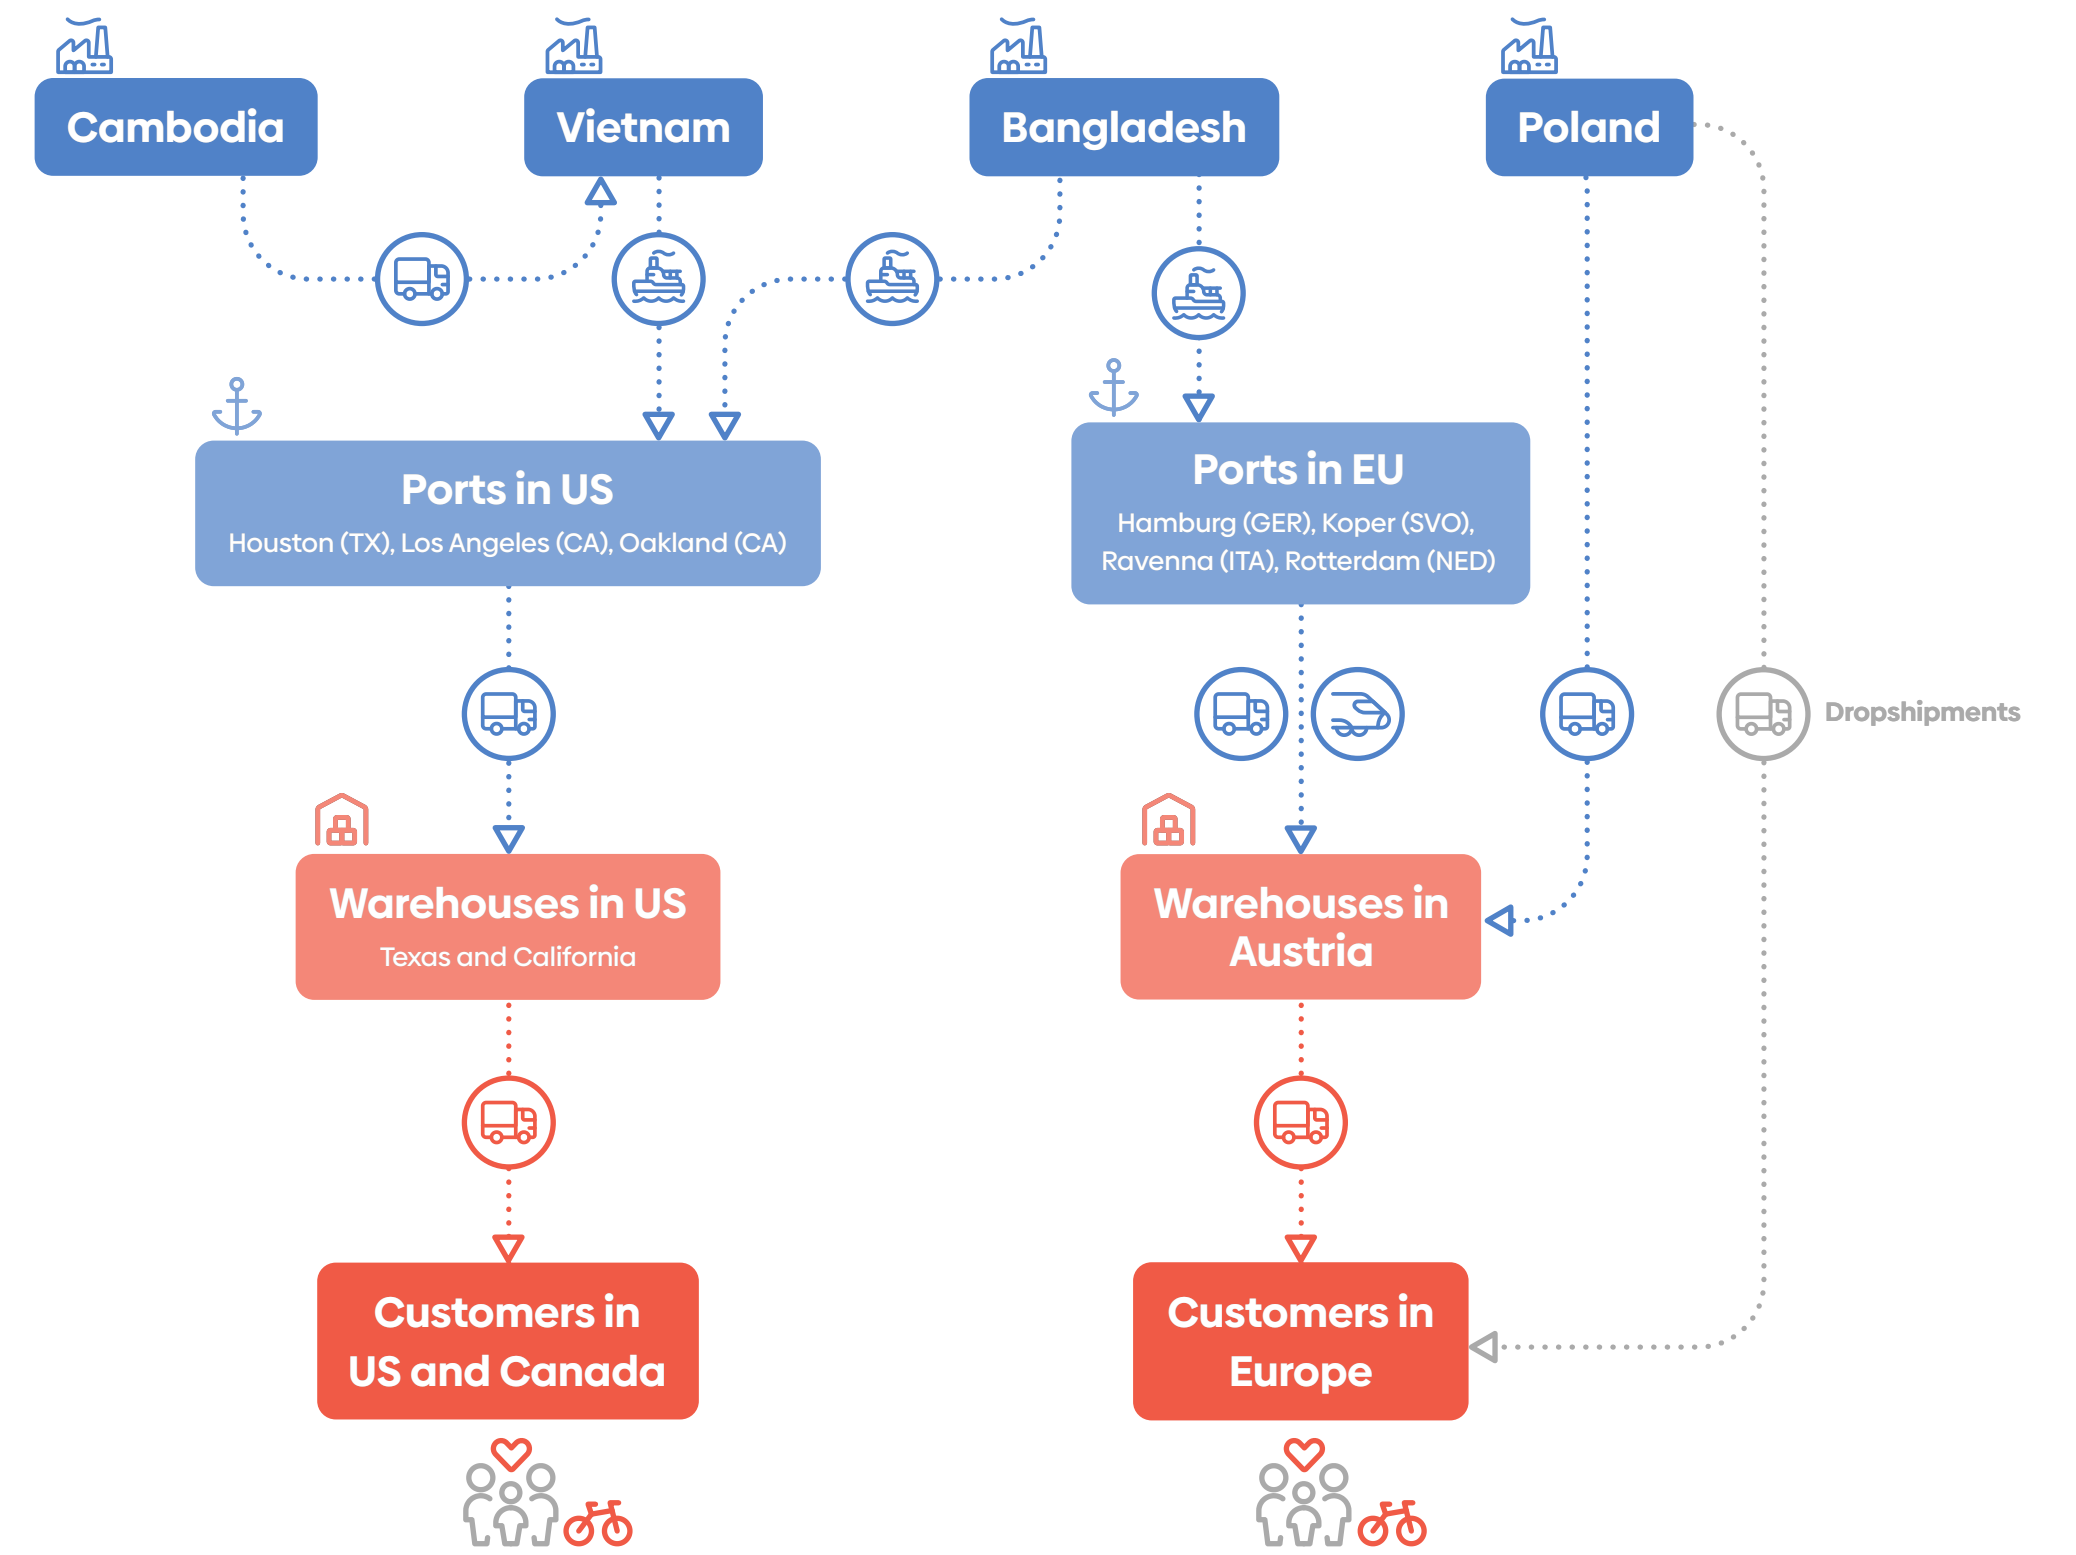 Cambodia
Vietnam
Bangladesh
Poland
Ports in US
Houston (TX), Los Angeles (CA), Oakland (CA)
Ports in EU
Hamburg (GER), Koper (SVO),
Ravenna (ITA), Rotterdam (NED)
Dropshipments
Warehouses in US
Texas and California
Warehouses in
Austria
Customers in
US and Canada
Customers in
Europe